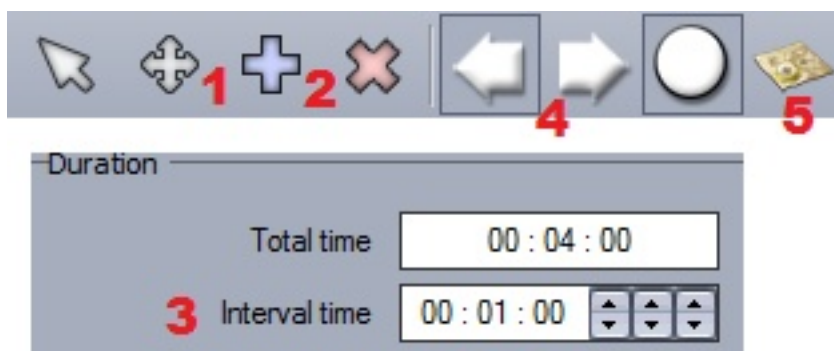 1 2 4 5
Duration
Total time 00 : 04 : 00
3 Interval time 00 : 01 : 00